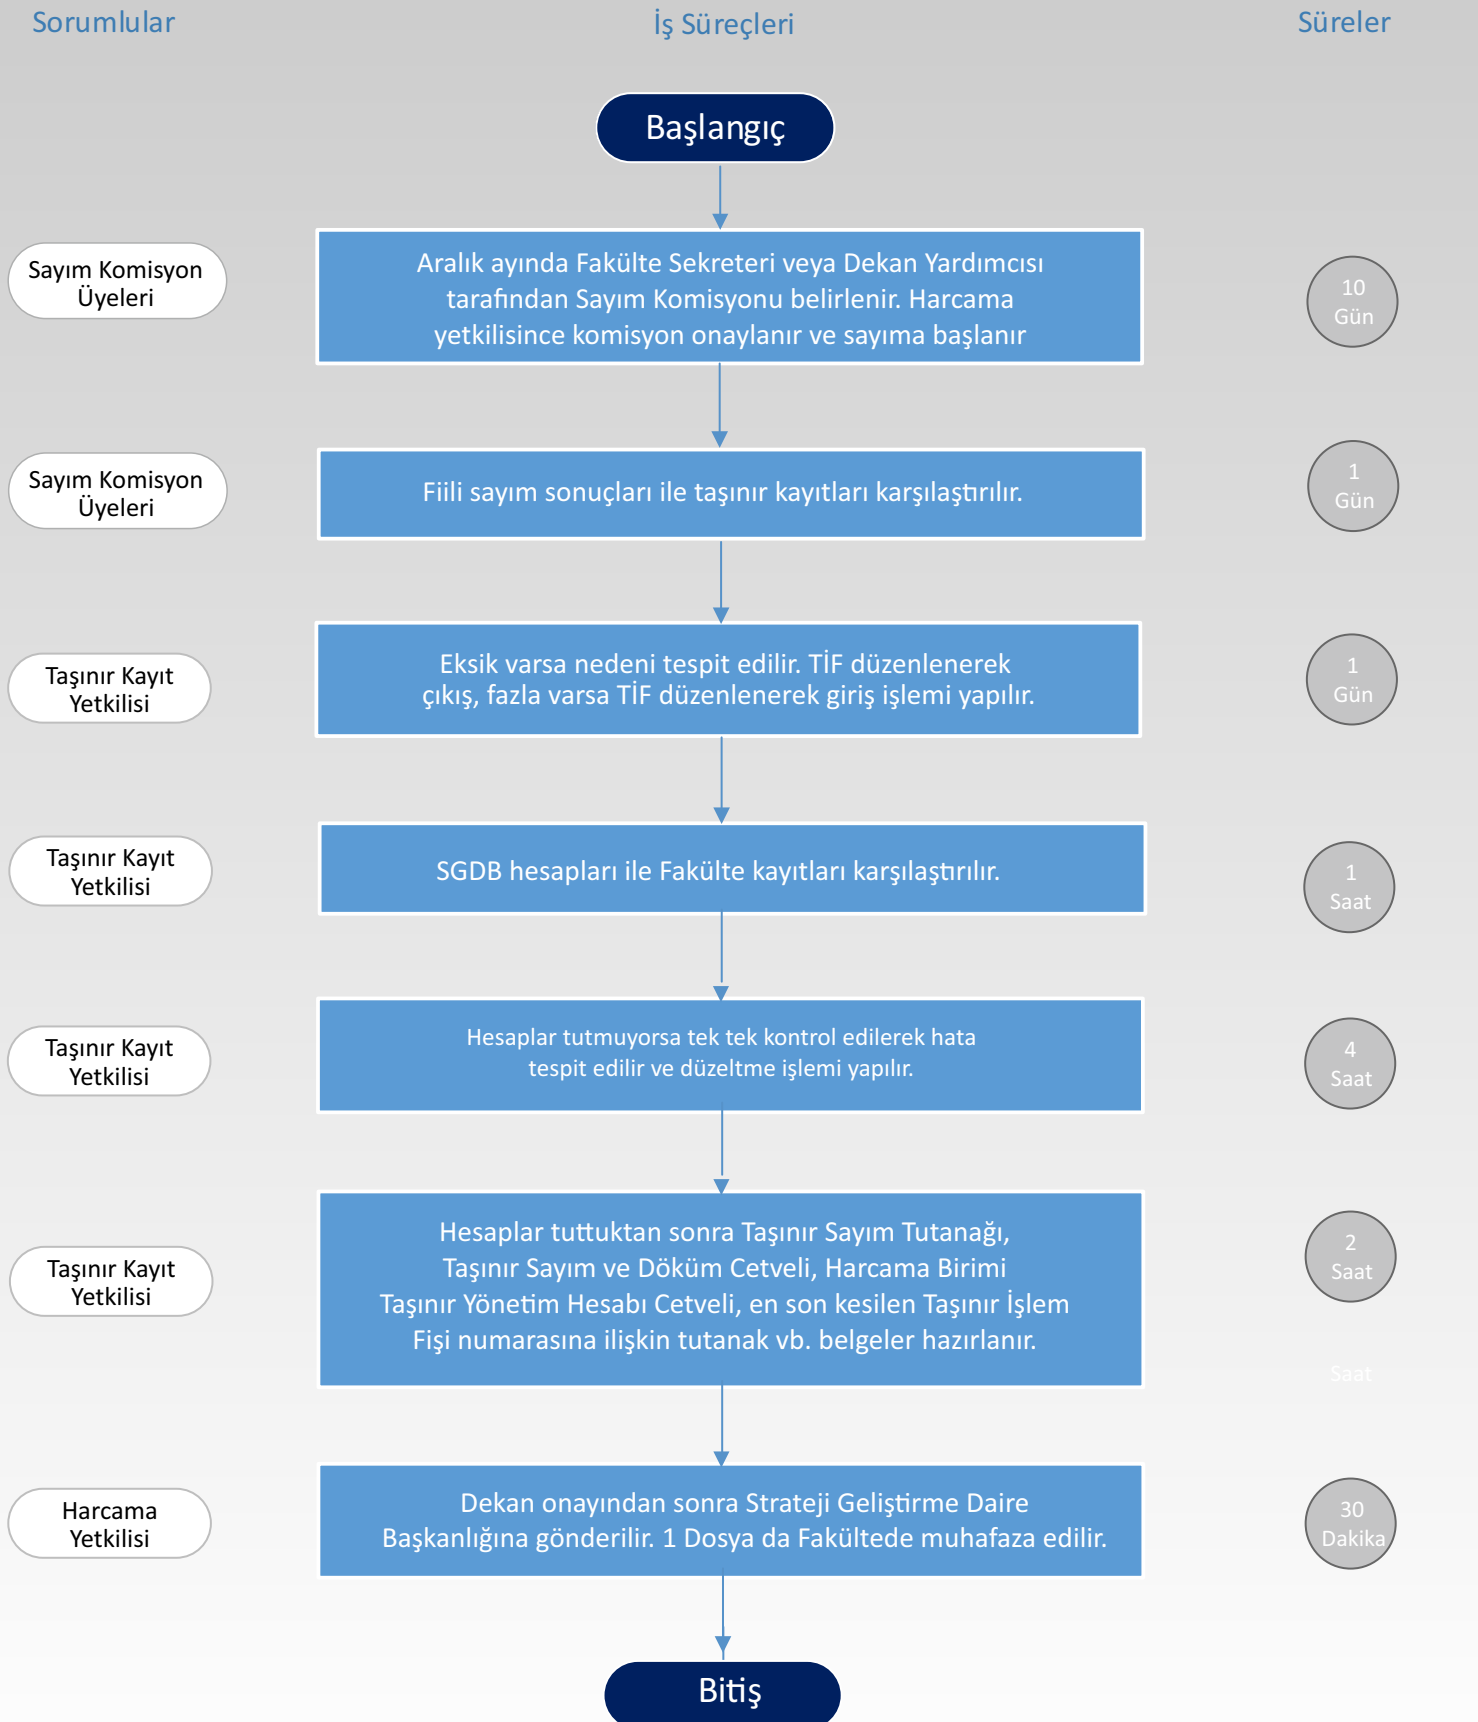 Sorumlular
İş Süreçleri
Süreler
Başlangıç
Sayım Komisyon
Üyeleri
Aralık ayında Fakülte Sekreteri veya Dekan Yardımcısı
tarafından Sayım Komisyonu belirlenir. Harcama
yetkilisince komisyon onaylanır ve sayıma başlanır
10
Gün
Sayım Komisyon
Üyeleri
Fiili sayım sonuçları ile taşınır kayıtları karşılaştırılır.
1
Gün
Taşınır Kayıt
Yetkilisi
Eksik varsa nedeni tespit edilir. TİF düzenlenerek
çıkış, fazla varsa TİF düzenlenerek giriş işlemi yapılır.
1
Gün
Taşınır Kayıt
Yetkilisi
SGDB hesapları ile Fakülte kayıtları karşılaştırılır.
1
Saat
Taşınır Kayıt
Yetkilisi
Hesaplar tutmuyorsa tek tek kontrol edilerek hata
tespit edilir ve düzeltme işlemi yapılır.
4
Saat
Taşınır Kayıt
Yetkilisi
Hesaplar tuttuktan sonra Taşınır Sayım Tutanağı,
Taşınır Sayım ve Döküm Cetveli, Harcama Birimi
Taşınır Yönetim Hesabı Cetveli, en son kesilen Taşınır İşlem
Fişi numarasına ilişkin tutanak vb. belgeler hazırlanır.
2
Saat
Saat
Harcama
Yetkilisi
Dekan onayından sonra Strateji Geliştirme Daire
Başkanlığına gönderilir. 1 Dosya da Fakültede muhafaza edilir.
30
Dakika
Bitiş